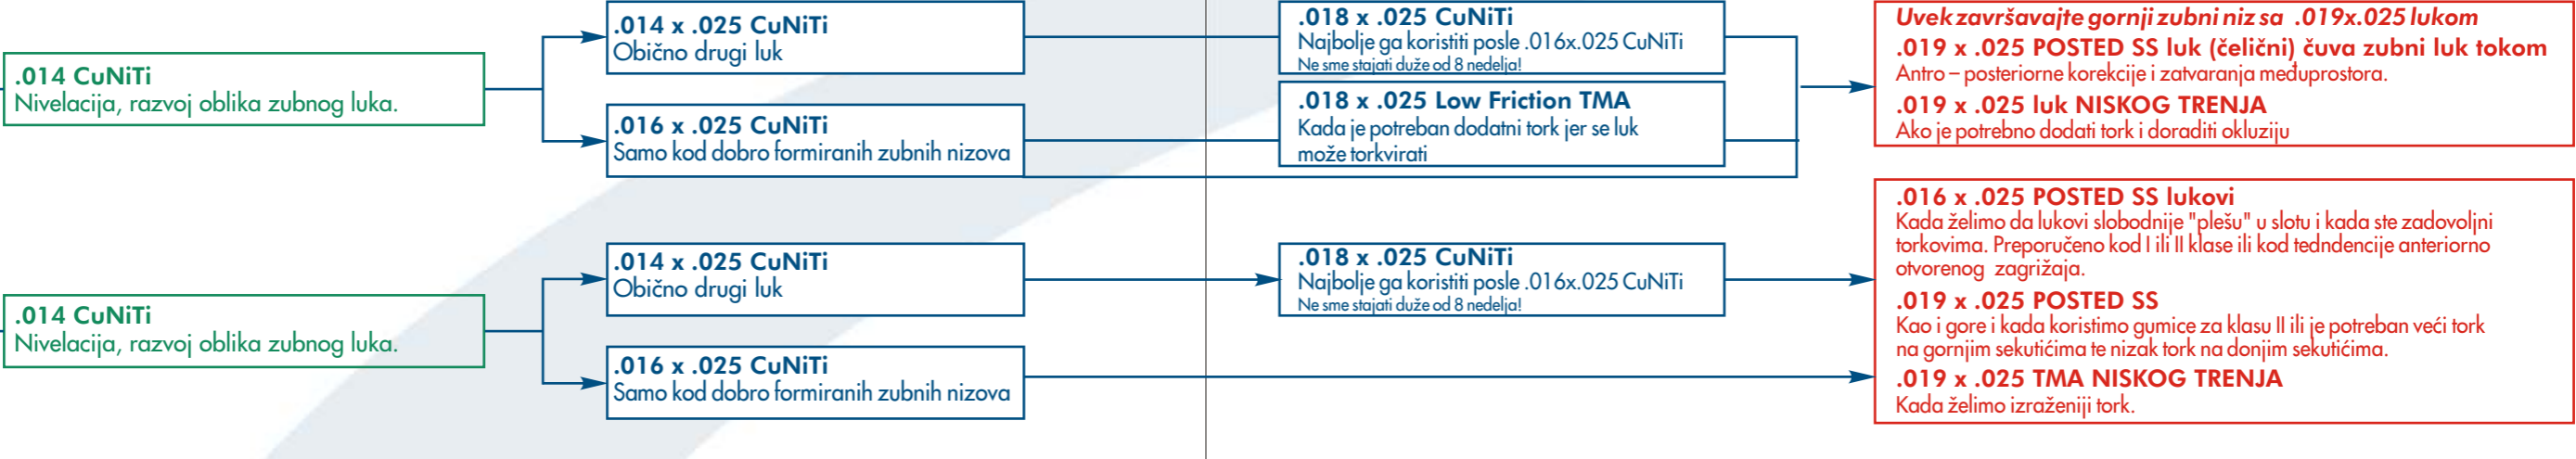 .014 CuNiTi
Nivelacija, razvoj oblika zubnog luka.
.014 x .025 CuNiTi
Obično drugi luk
.016 x .025 CuNiTi
Samo kod dobro formiranih zubnih nizova
.018 x .025 CuNiTi
Najbolje ga koristiti posle .016x.025 CuNiTi
Ne sme stajati duže od 8 nedelja!
.018 x .025 Low Friction TMA
Kada je potreban dodatni tork jer se luk
može torkvirati
Uvek završavajte gornji zubni niz sa .019x.025 lukom
.019 x .025 POSTED SS luk (čelični) čuva zubni luk tokom
Antro – posteriorne korekcije i zatvaranja međuprostora.
.019 x .025 luk NISKOG TRENJA
Ako je potrebno dodati tork i doraditi okluziju
.014 CuNiTi
Nivelacija, razvoj oblika zubnog luka.
.014 x .025 CuNiTi
Obično drugi luk
.016 x .025 CuNiTi
Samo kod dobro formiranih zubnih nizova
.018 x .025 CuNiTi
Najbolje ga koristiti posle .016x.025 CuNiTi
Ne sme stajati duže od 8 nedelja!
.016 x .025 POSTED SS lukovi
Kada želimo da lukovi slobodnije "plešu" u slotu i kada ste zadovoljni
torkovima. Preporučeno kod I ili II klase ili kod tedndencije anteriorno
otvorenog zagrižaja.
.019 x .025 POSTED SS
Kao i gore i kada koristimo gumice za klasu II ili je potreban veći tork
na gornjim sekutićima te nizak tork na donjim sekutićima.
.019 x .025 TMA NISKOG TRENJA
Kada želimo izraženiji tork.